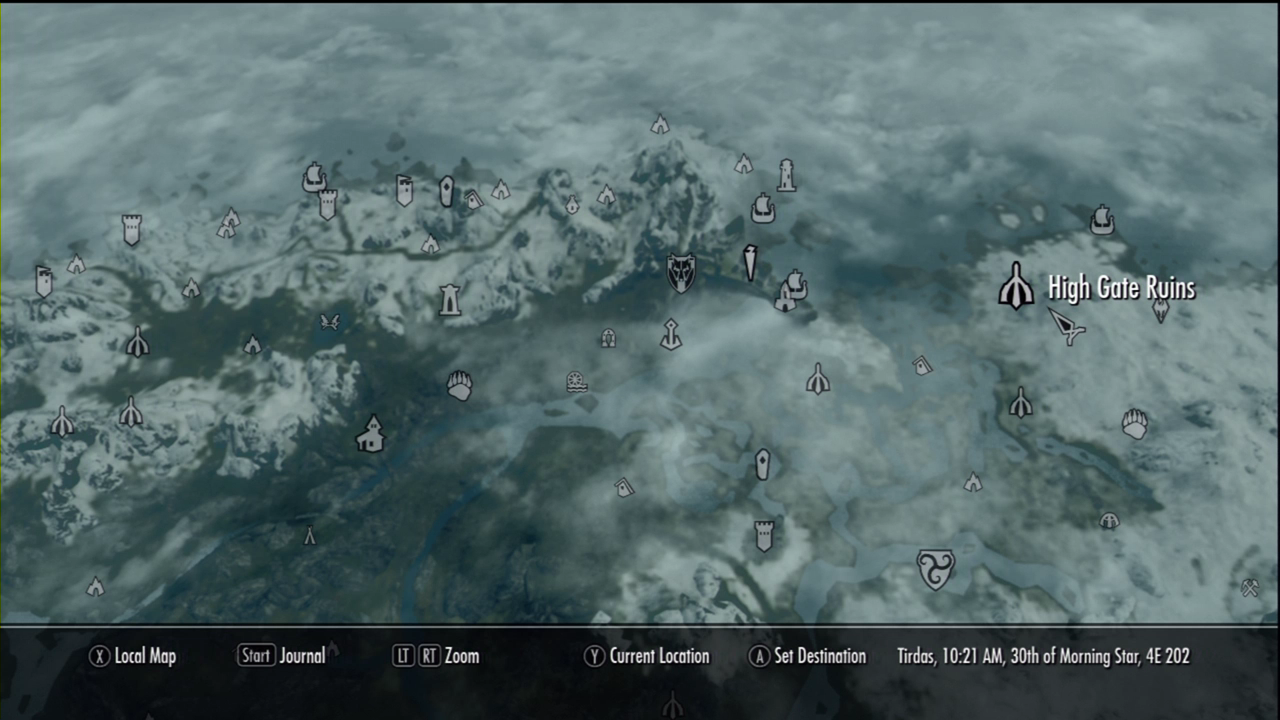 High Gate Ruins
X Local Map
Start Journal
LT RT Zoom
Y Current Location
A Set Destination
Tirdas, 10:21 AM, 30th of Morning Star, 4E 202